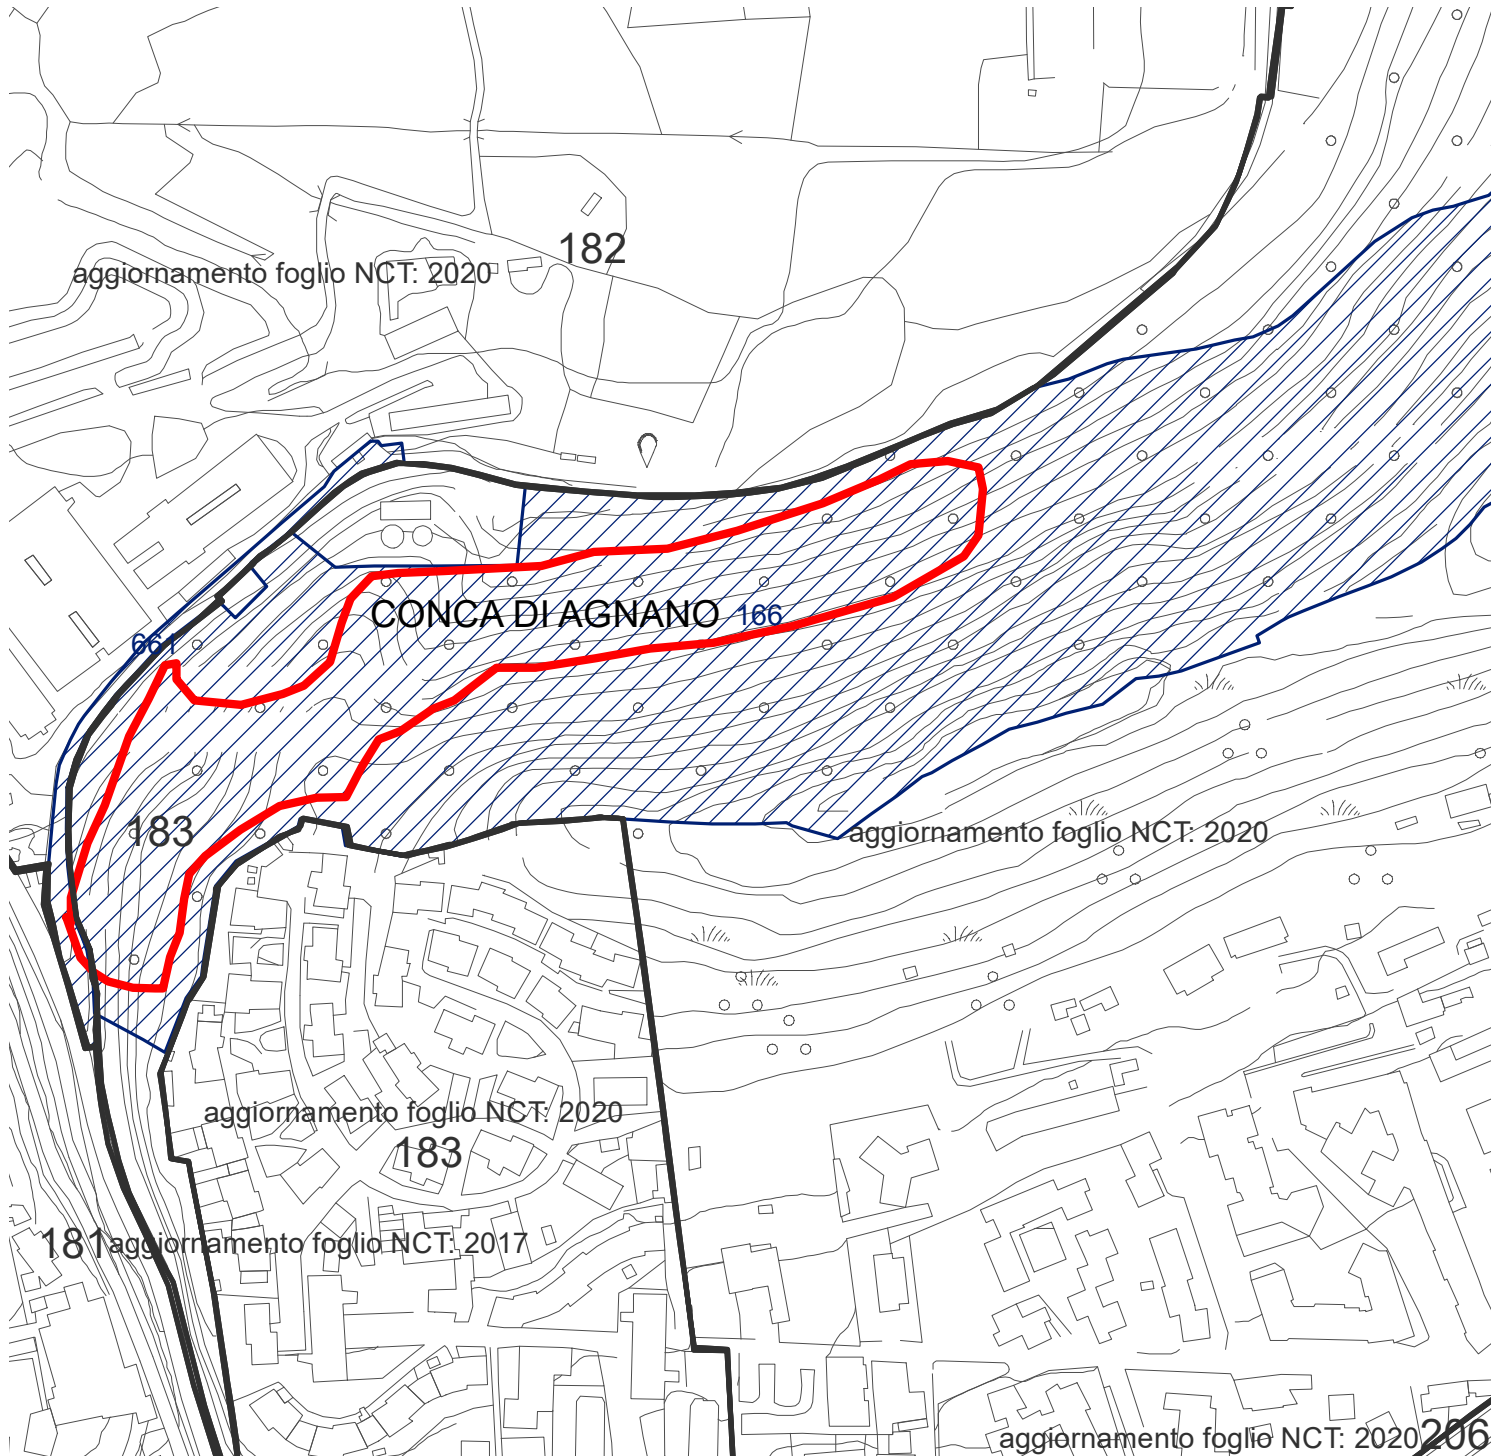 182
aggiornamento foglio NCT: 2020
CONCA DI AGNANO 166
661
183
aggiornamento foglio NCT: 2020
aggiornamento foglio NCT: 2020
183
181 aggiornamento foglio NCT: 2017
aggiornamento foglio NCT: 2020 206